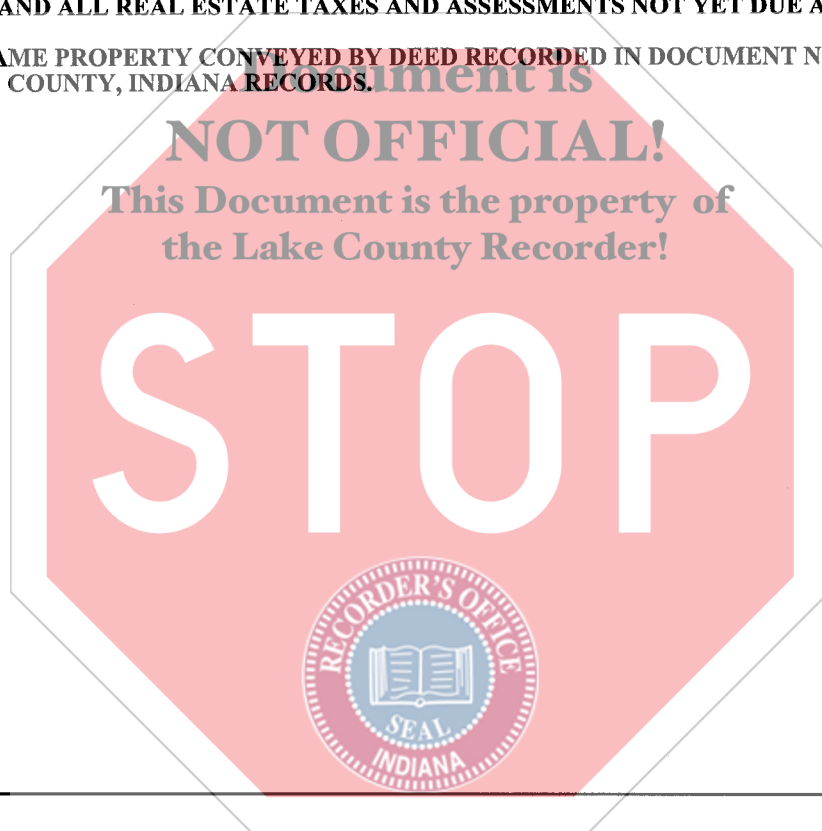 AND ALL REAL ESTATE TAXES AND ASSESSMENTS NOT YET DUE A
AME PROPERTY CONVEYED BY DEED RECORDED IN DOCUMENT N
COUNTY, INDIANA RECORDS.
Document is
NOT OFFICIAL!
This Document is the property of
the Lake County Recorder!
STOP
RECORDER'S OFFICE
SEAL
INDIANA